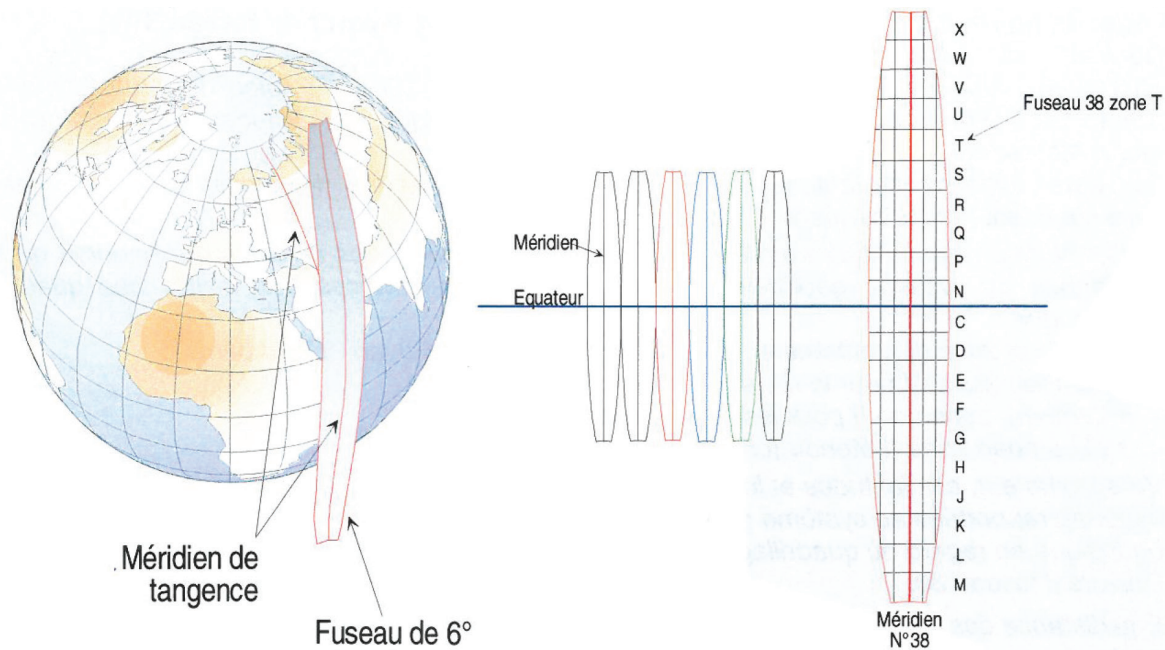 Méridien de
tangence
Fuseau de 6°
Méridien
Equateur
X
W
V
U
T
S
R
Q
P
N
C
D
E
F
G
H
J
K
L
M
Fuseau 38 zone T
Méridien
N°38